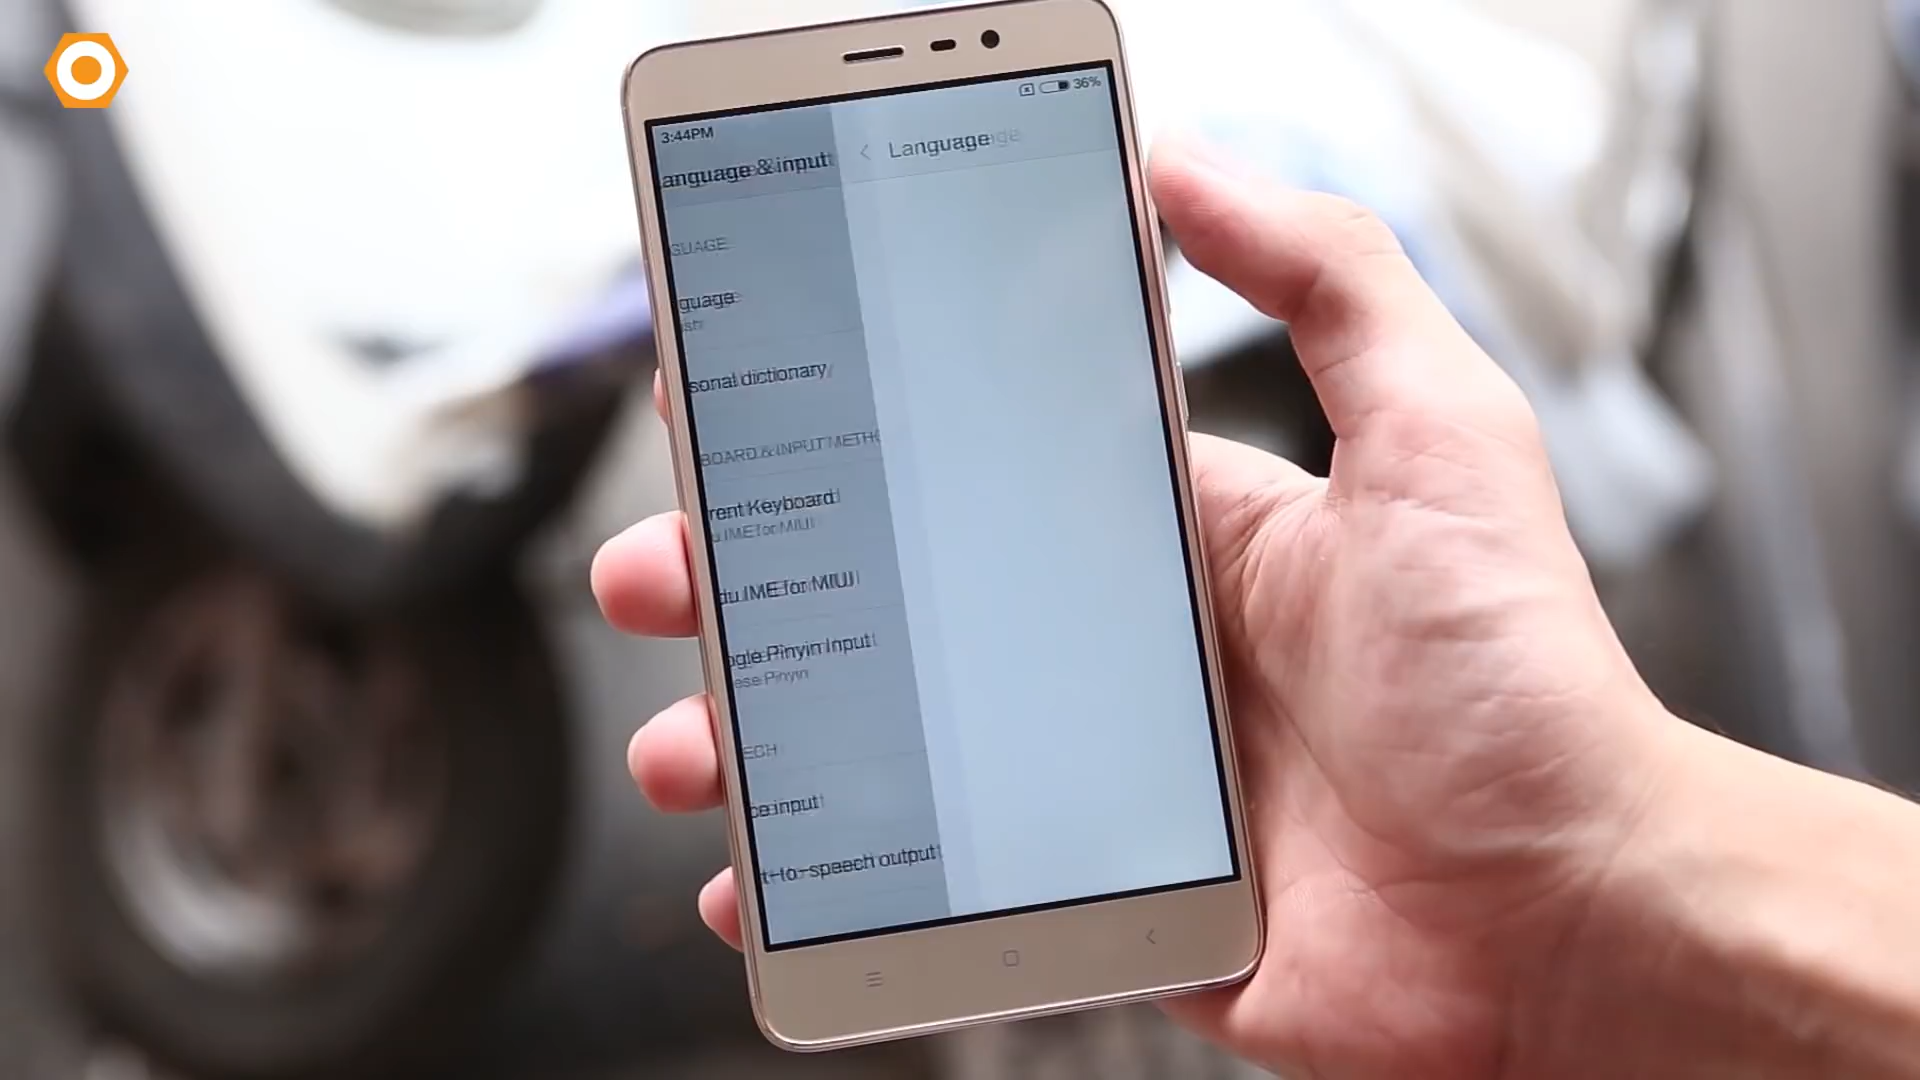 3:44PM
36%
anguage & input
Language
GUAGE
guage
sonal dictionary
BOARD & INPUT METH
rent Keyboard
u IME for MIUI
du IME for MIUI
ogle Pinyin Input
ese Pinyin
ECH
ce input
t-to-speech output